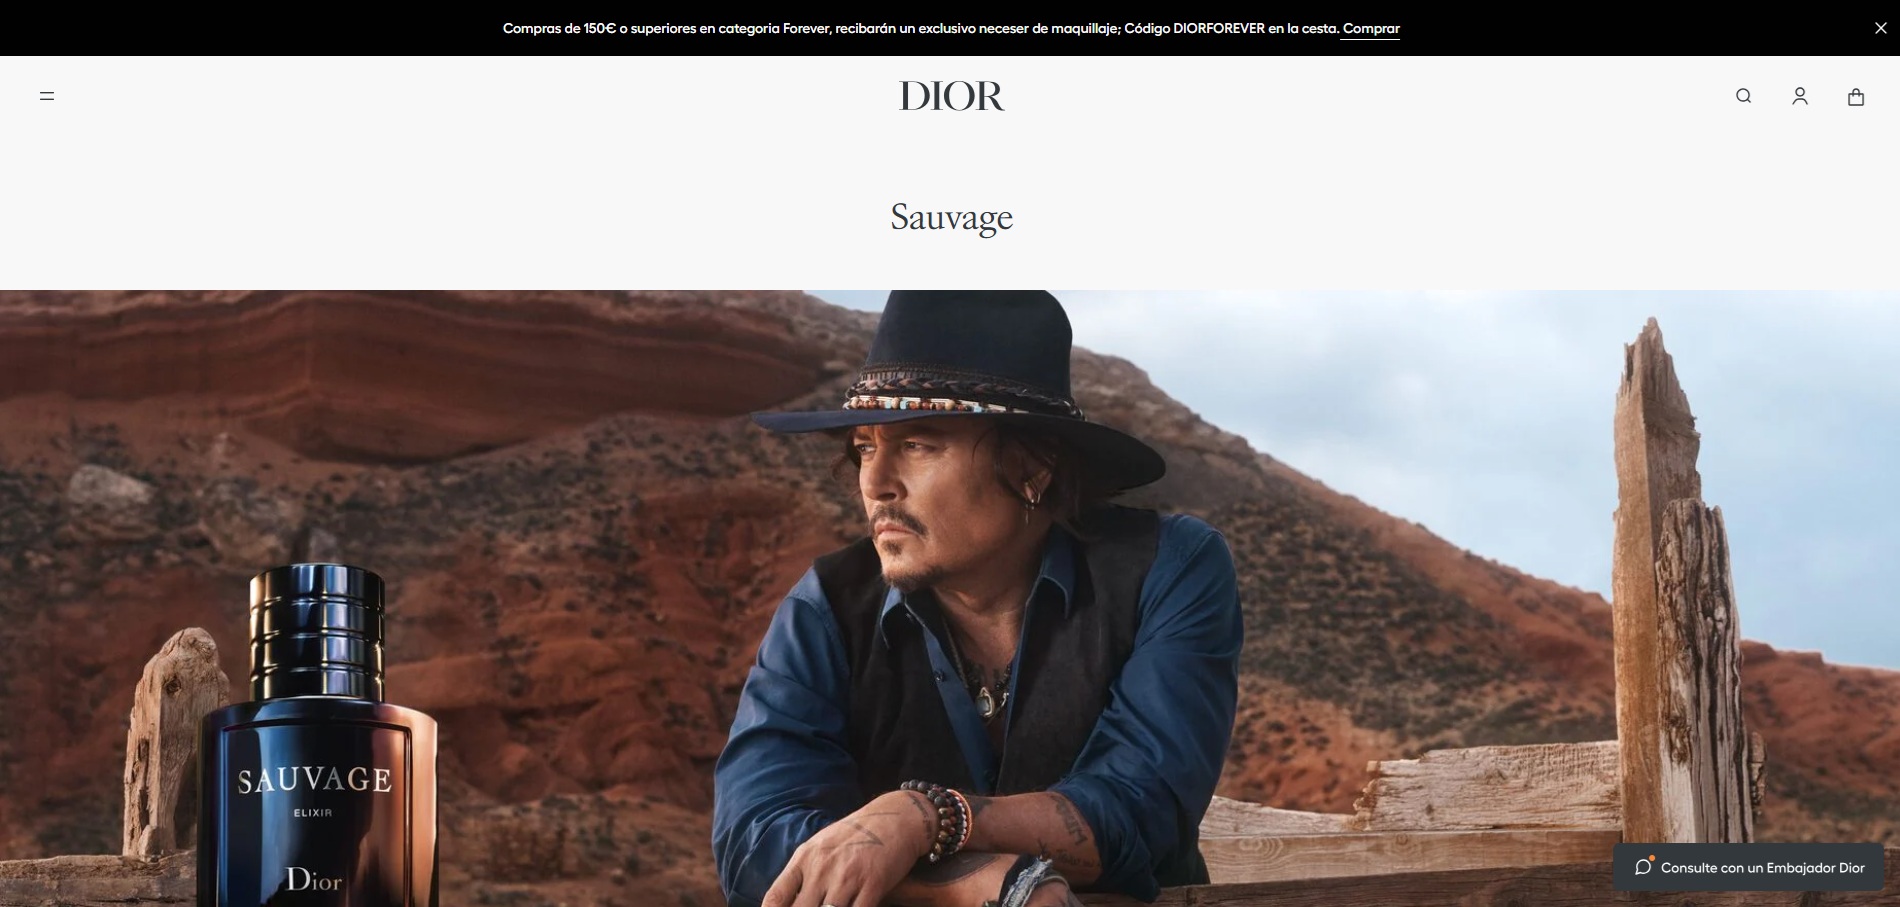 Compras de 150€ o superiores en categoria Forever, recibarán un exclusivo neceser de maquillaje; Código DIORFOREVER en la cesta. Comprar
DIOR
Sauvage
SAUVAGE
ELIXIR
Dior
Consulte con un Embajador Dior